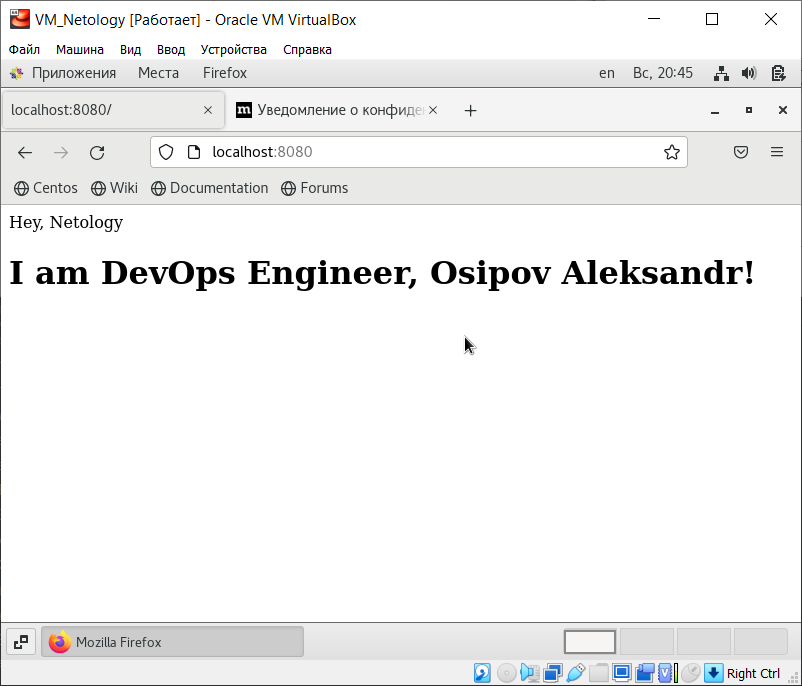 VM_Netology [Работает] - Oracle VM VirtualBox
Файл Машина Вид Ввод Устройства Справка
Приложения Места Firefox en Вс, 20:45
localhost:8080/ Уведомление о конфиде
localhost:8080
Centos Wiki Documentation Forums
Hey, Netology
I am DevOps Engineer, Osipov Aleksandr!
Mozilla Firefox
Right Ctrl